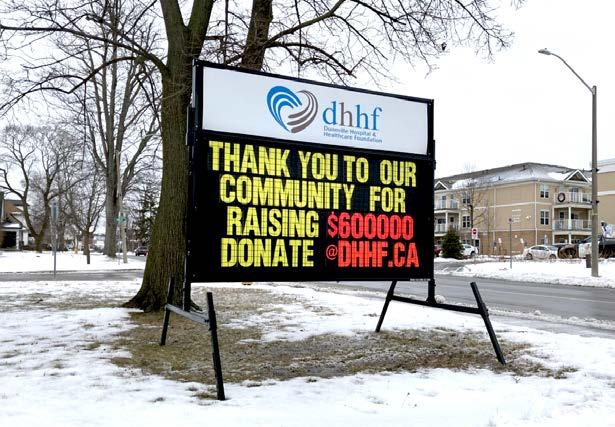 dhhf
Dunnville Hospital &
Healthcare Foundation
THANK YOU TO OUR
COMMUNITY FOR
RAISING $600000
DONATE @DHHF.CA